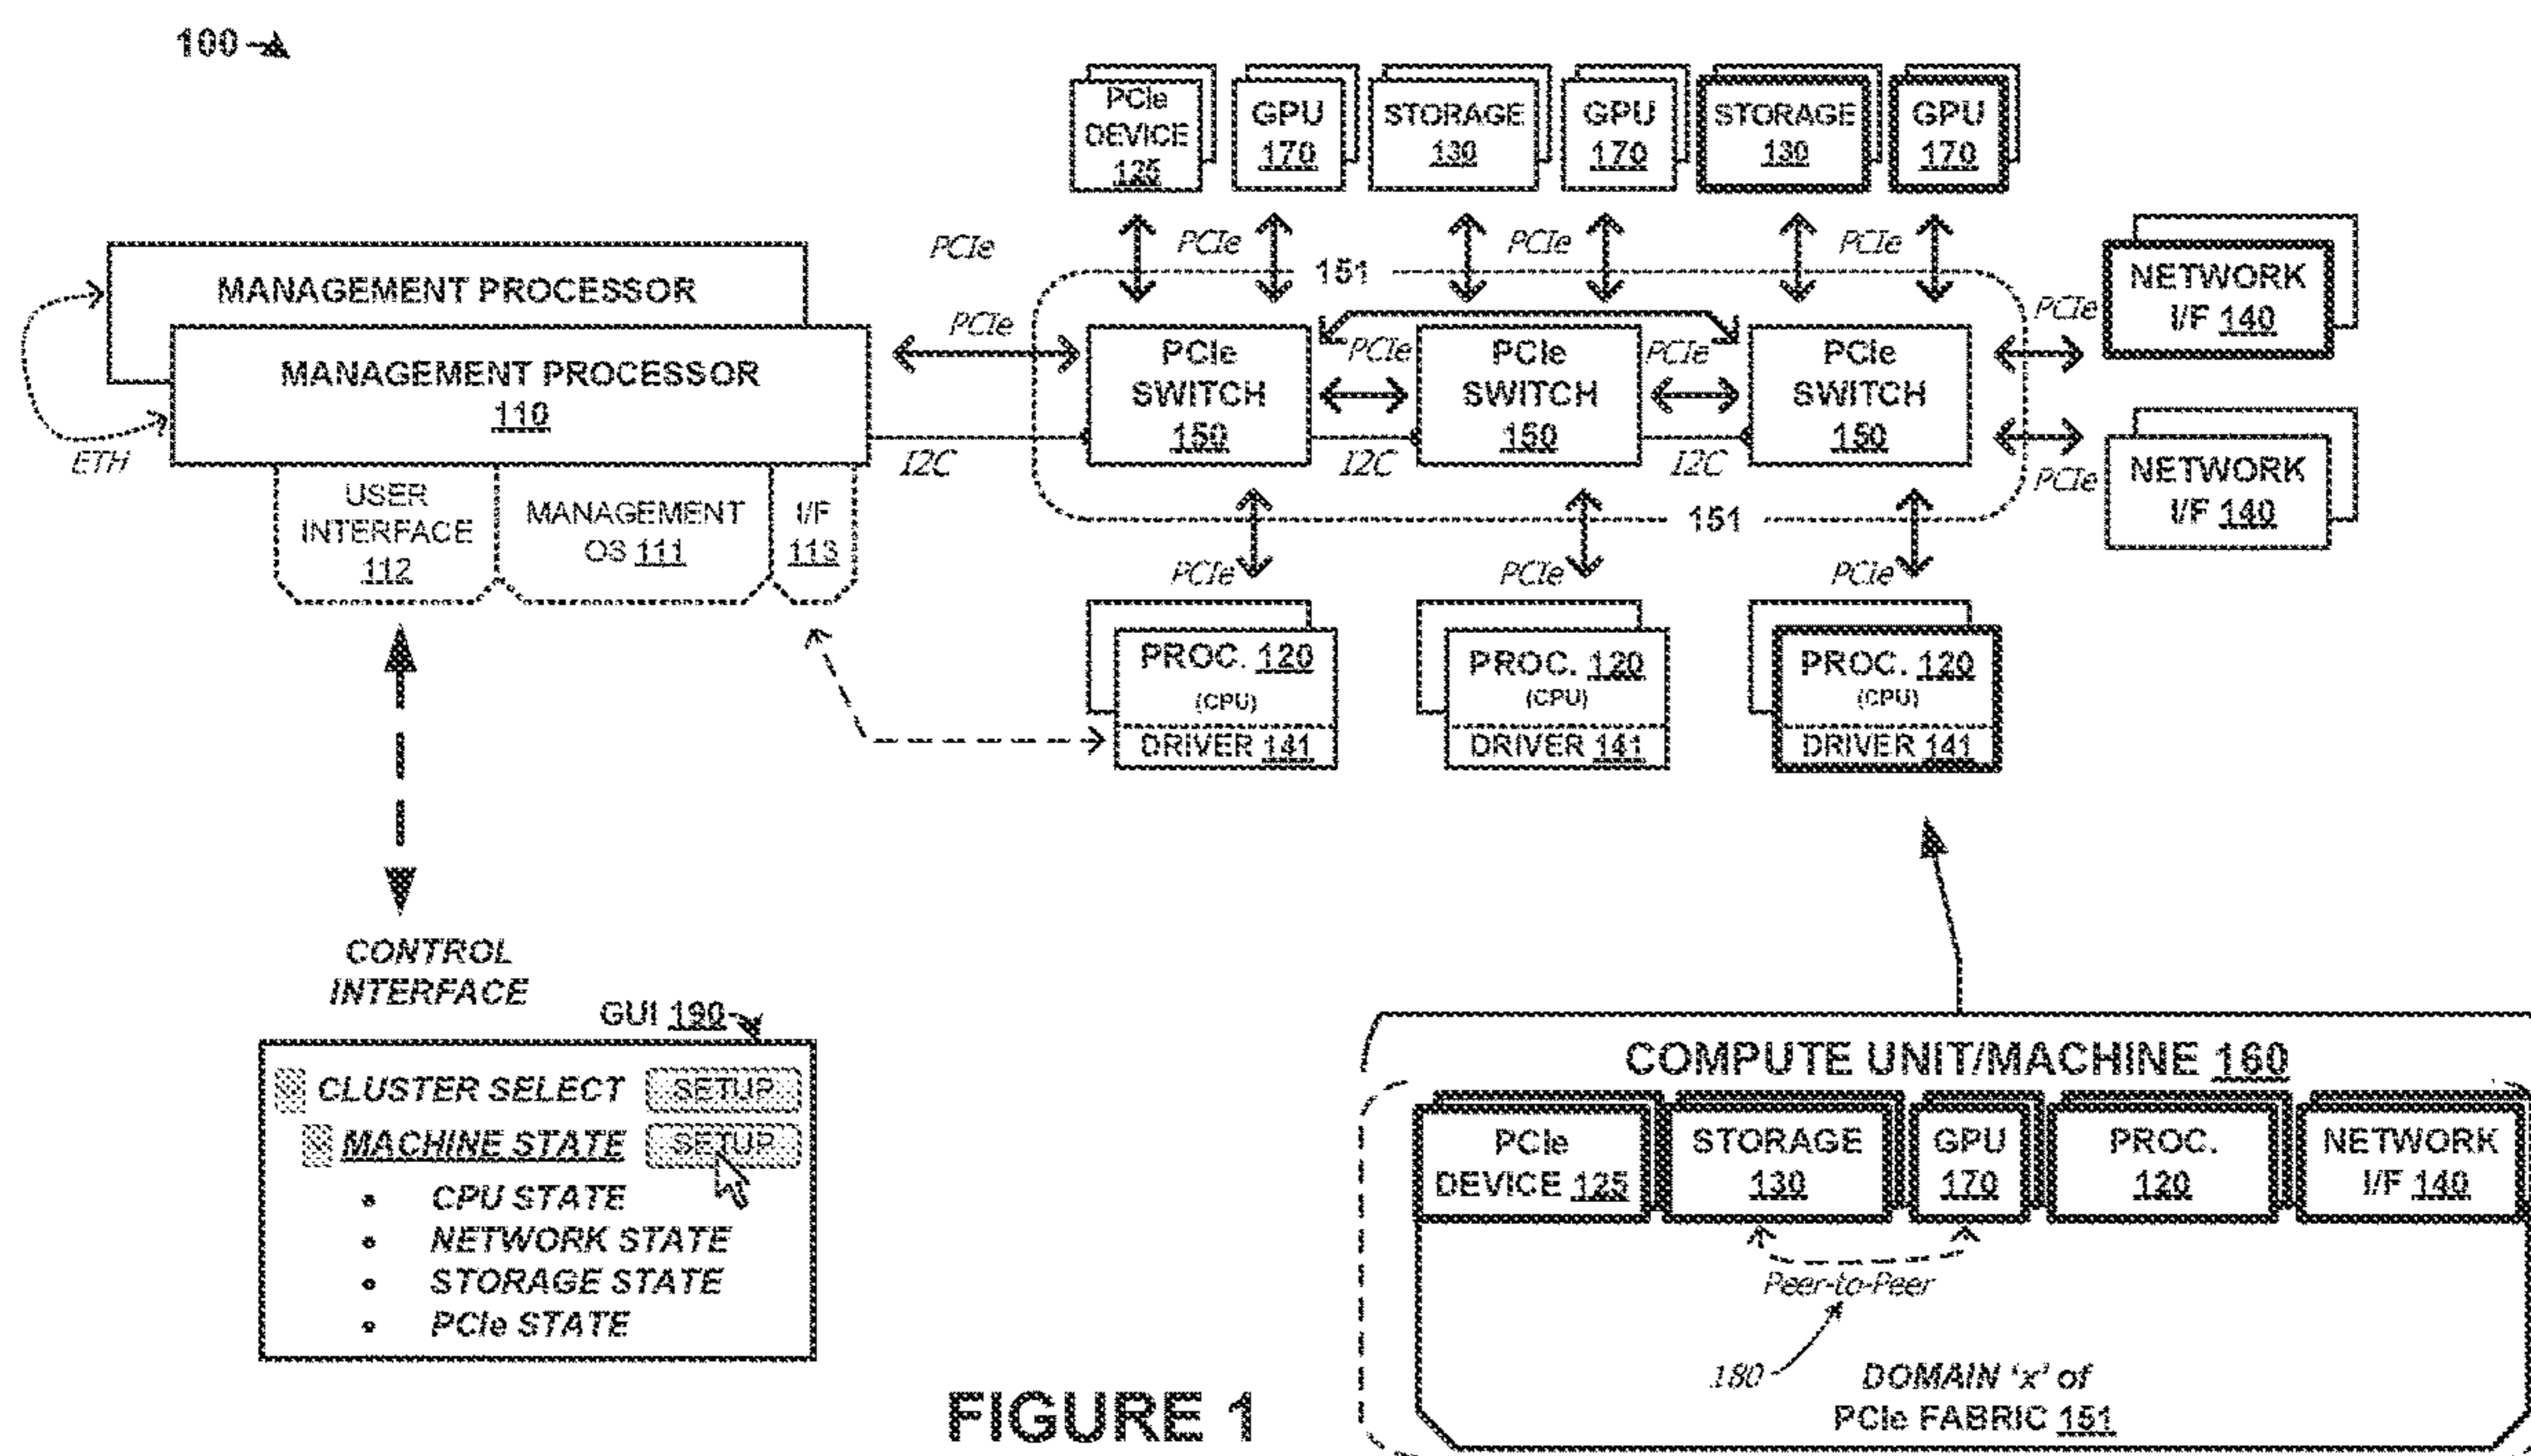 100
PCIe
DEVICE
125
GPU
170
STORAGE
130
GPU
170
STORAGE
130
GPU
170
PCIe
PCIe
PCIe
PCIe
151
MANAGEMENT PROCESSOR
MANAGEMENT PROCESSOR
110
ETH
PCIe
I2C
PCIe
SWITCH
150
PCIe
I2C
PCIe
SWITCH
150
PCIe
I2C
PCIe
SWITCH
150
PCIe
NETWORK
I/F 140
PCIe
NETWORK
I/F 140
USER
INTERFACE
112
MANAGEMENT
OS 111
I/F
113
151
PCIe
PCIe
PCIe
PROC. 120
(CPU)
DRIVER 141
PROC. 120
(CPU)
DRIVER 141
PROC. 120
(CPU)
DRIVER 141
CONTROL
INTERFACE
GUI 190
CLUSTER SELECT SETUP
MACHINE STATE SETUP
• CPU STATE
• NETWORK STATE
• STORAGE STATE
• PCIe STATE
COMPUTE UNIT/MACHINE 160
PCIe
DEVICE 125
STORAGE
130
GPU
170
PROC.
120
NETWORK
I/F 140
Peer-to-Peer
180
DOMAIN ‘x’ of
PCIe FABRIC 151
FIGURE 1